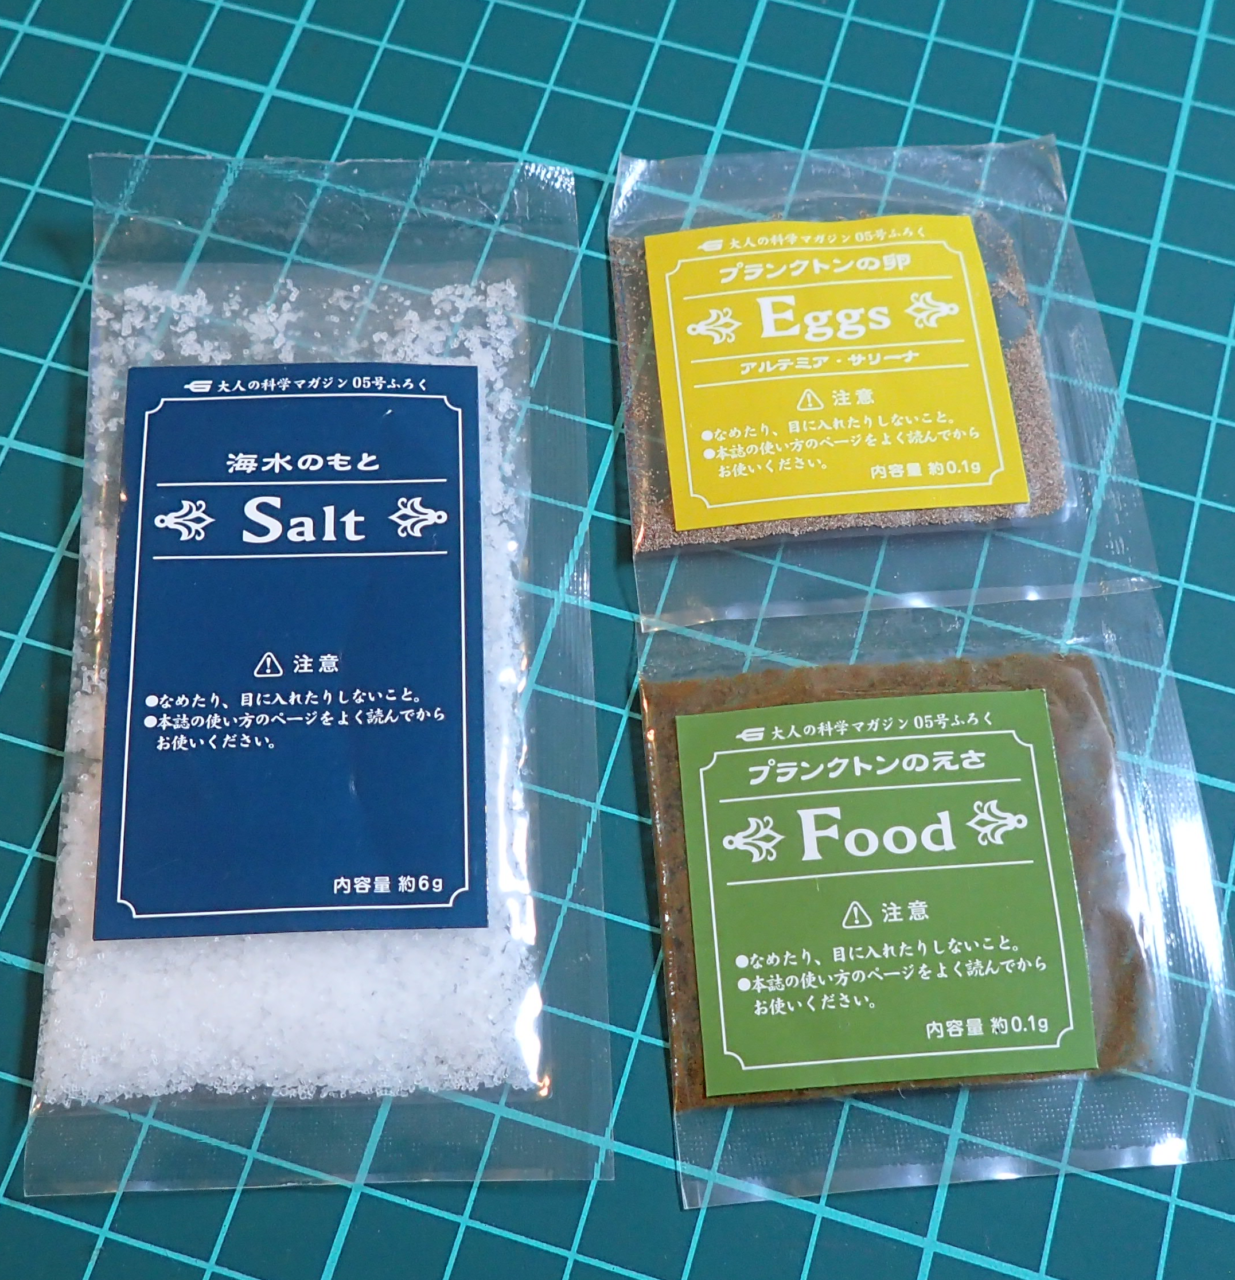 大人の科学マガジン 05号ふろく
海水のもと
Salt
注意
●なめたり、目に入れたりしないこと。
●本誌の使い方のページをよく読んでから
お使いください。
内容量 約6g
大人の科学マガジン 05号ふろく
プランクトンの卵
Eggs
アルテミア・サリーナ
注意
●なめたり、目に入れたりしないこと。
●本誌の使い方のページをよく読んでから
お使いください。
内容量 約0.1g
大人の科学マガジン 05号ふろく
プランクトンのえさ
Food
注意
●なめたり、目に入れたりしないこと。
●本誌の使い方のページをよく読んでから
お使いください。
内容量 約0.1g